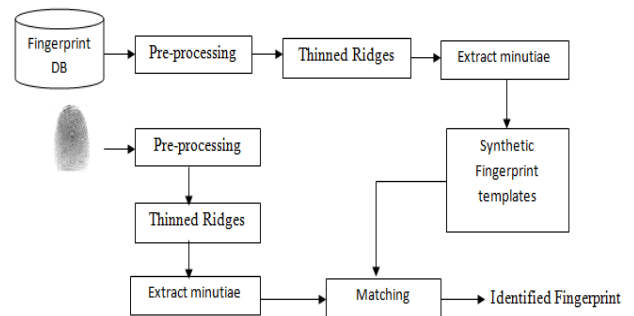 Fingerprint
DB
Pre-processing
Thinned Ridges
Extract minutiae
Pre-processing
Synthetic
Fingerprint
templates
Thinned Ridges
Extract minutiae
Matching
Identified Fingerprint